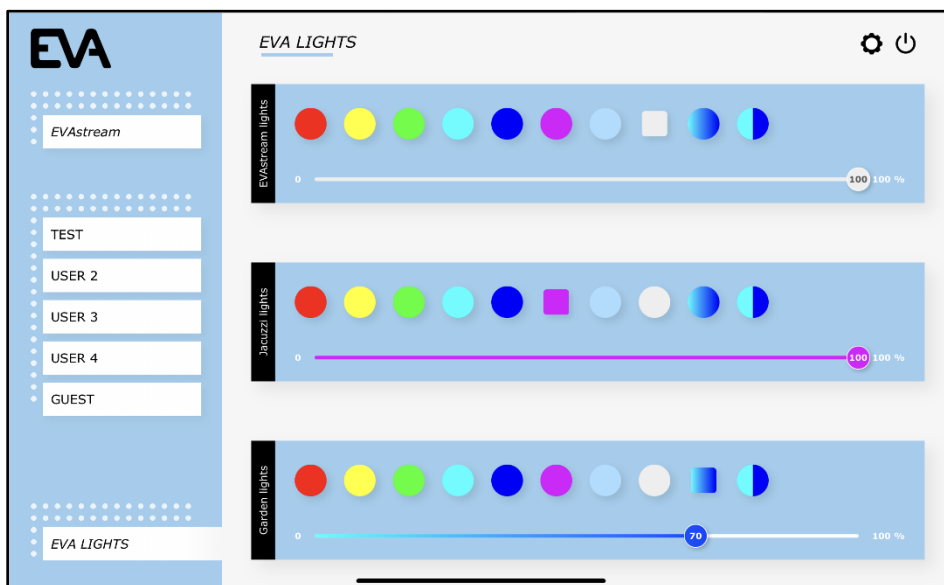 EVA
EVAstream
TEST
USER 2
USER 3
USER 4
GUEST
EVA LIGHTS
EVA LIGHTS
EVAstream lights
0
100
100 %
Jacuzzi lights
0
100
100 %
Garden lights
0
70
100 %